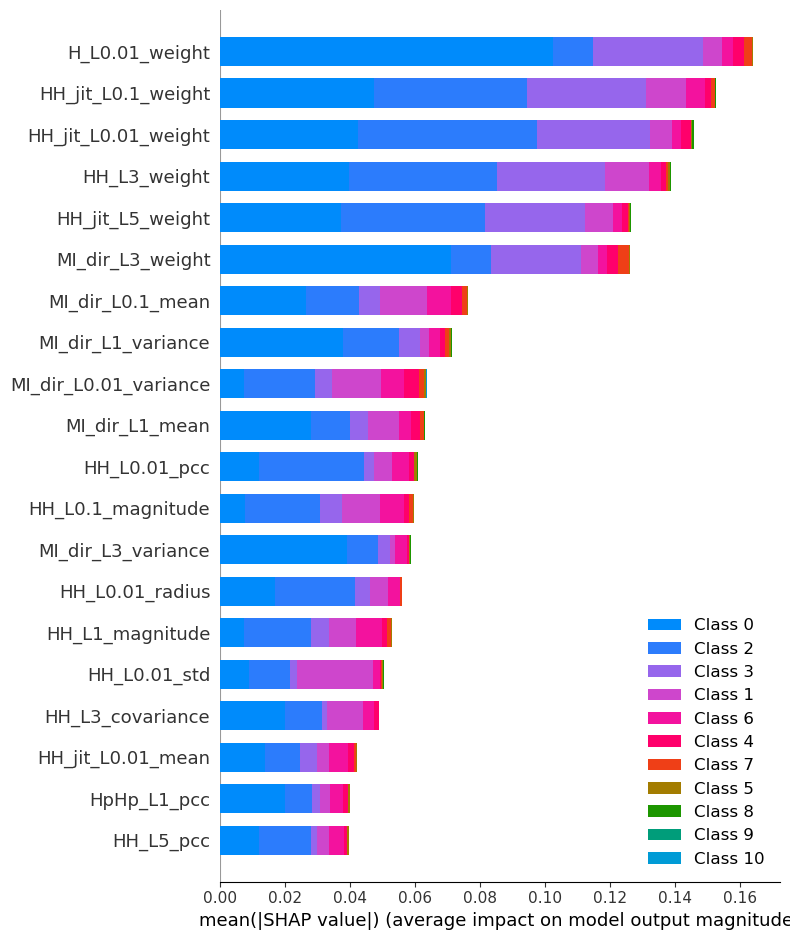 H_L0.01_weight
HH_jit_L0.1_weight
HH_jit_L0.01_weight
HH_L3_weight
HH_jit_L5_weight
MI_dir_L3_weight
MI_dir_L0.1_mean
MI_dir_L1_variance
MI_dir_L0.01_variance
MI_dir_L1_mean
HH_L0.01_pcc
HH_L0.1_magnitude
MI_dir_L3_variance
HH_L0.01_radius
HH_L1_magnitude
HH_L0.01_std
HH_L3_covariance
HH_jit_L0.01_mean
HpHp_L1_pcc
HH_L5_pcc
Class 0
Class 2
Class 3
Class 1
Class 6
Class 4
Class 7
Class 5
Class 8
Class 9
Class 10
0.00 0.02 0.04 0.06 0.08 0.10 0.12 0.14 0.16
mean(|SHAP value|) (average impact on model output magnitude